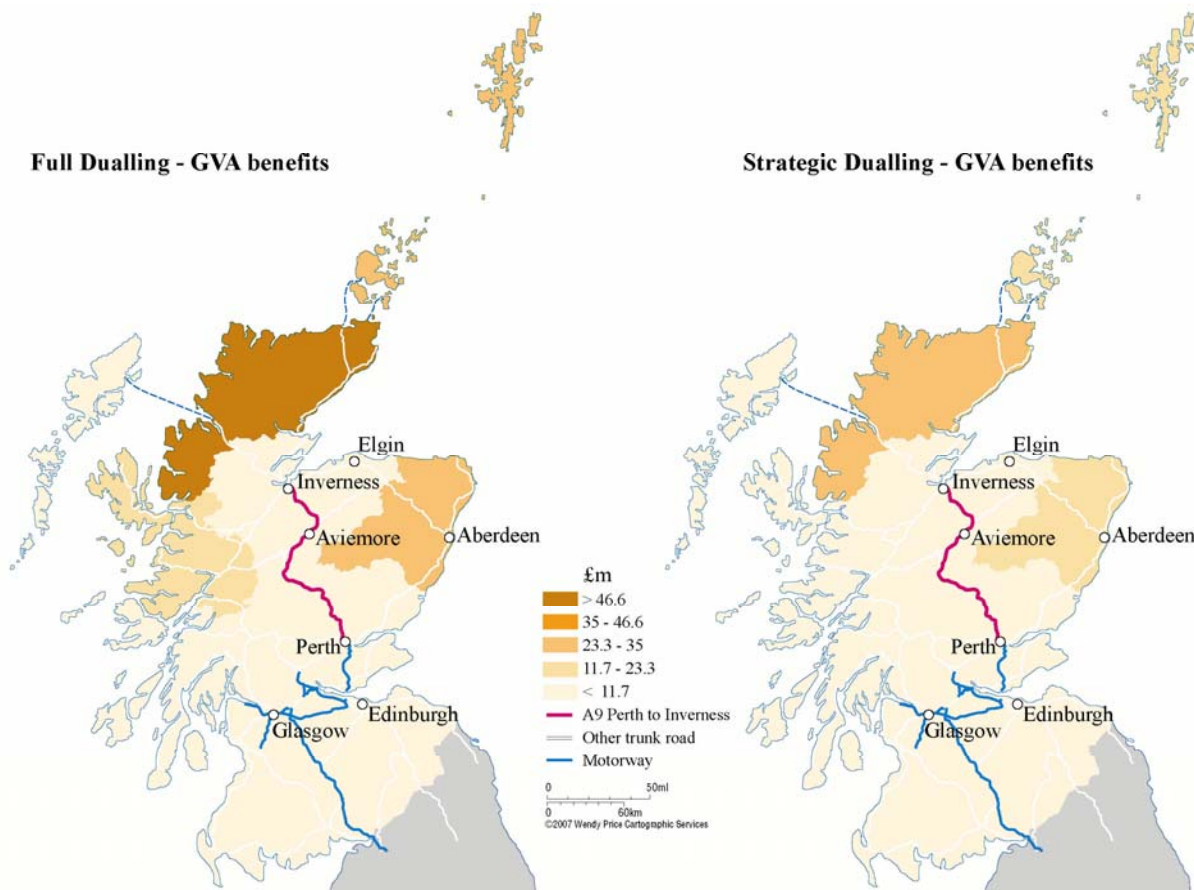 Full Dualling - GVA benefits
Strategic Dualling - GVA benefits
Elgin
Inverness
Aviemore
Aberdeen
Perth
Edinburgh
Glasgow
£m
> 46.6
35 - 46.6
23.3 - 35
11.7 - 23.3
< 11.7
A9 Perth to Inverness
Other trunk road
Motorway
0 50ml
0 60km
©2007 Wendy Price Cartographic Services
Elgin
Inverness
Aviemore
Aberdeen
Perth
Edinburgh
Glasgow